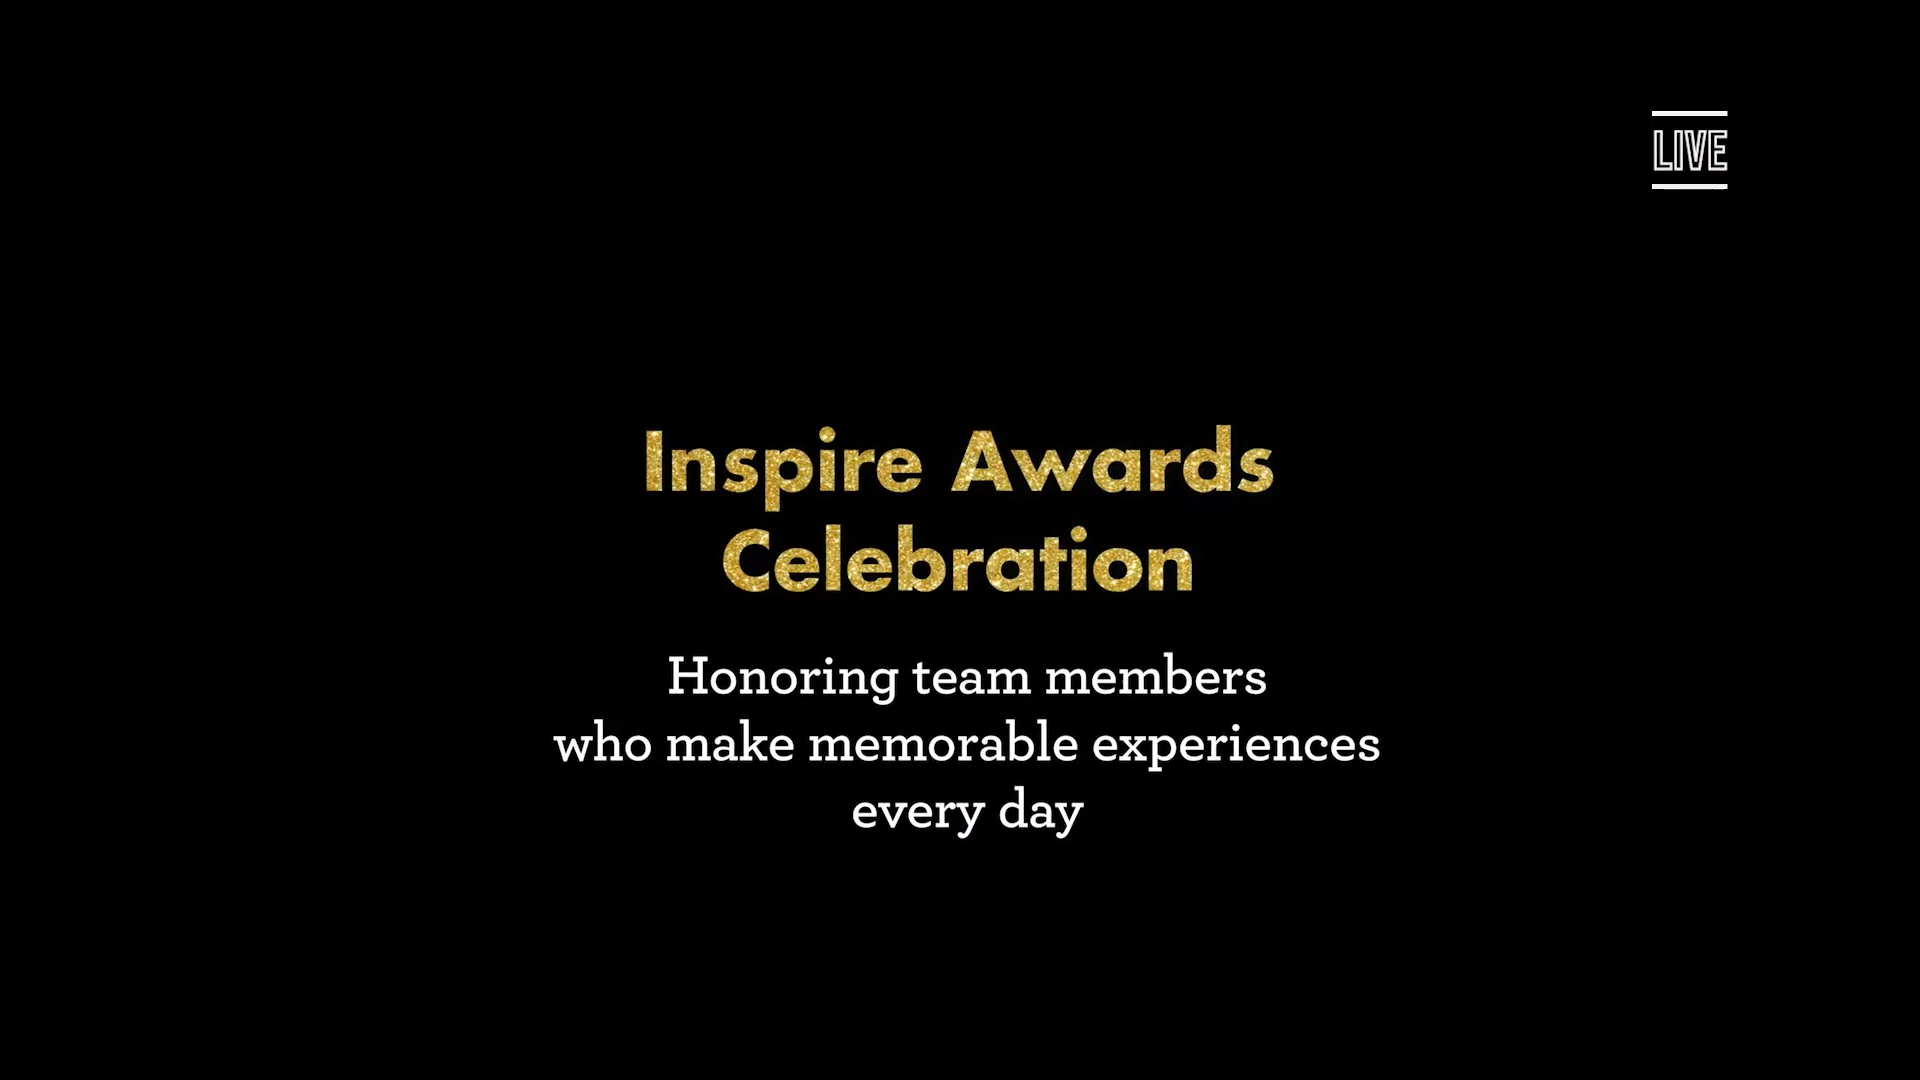 LIVE
Inspire Awards
Celebration
Honoring team members
who make memorable experiences
every day